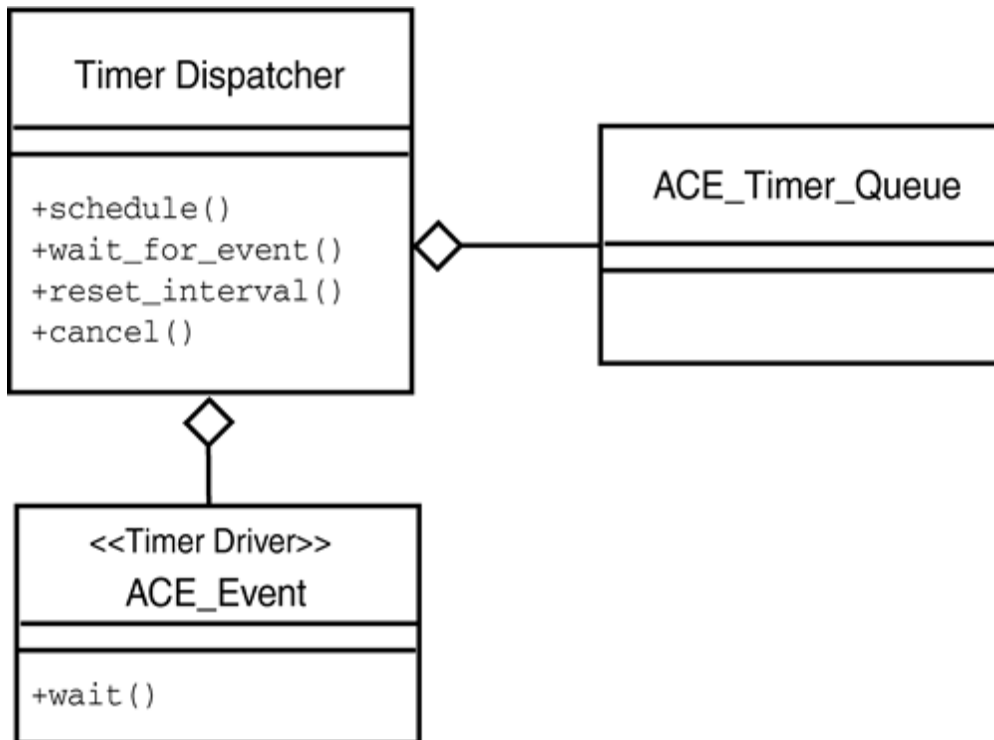 Timer Dispatcher
+schedule()
+wait_for_event()
+reset_interval()
+cancel()
ACE_Timer_Queue
<<Timer Driver>>
ACE_Event
+wait()